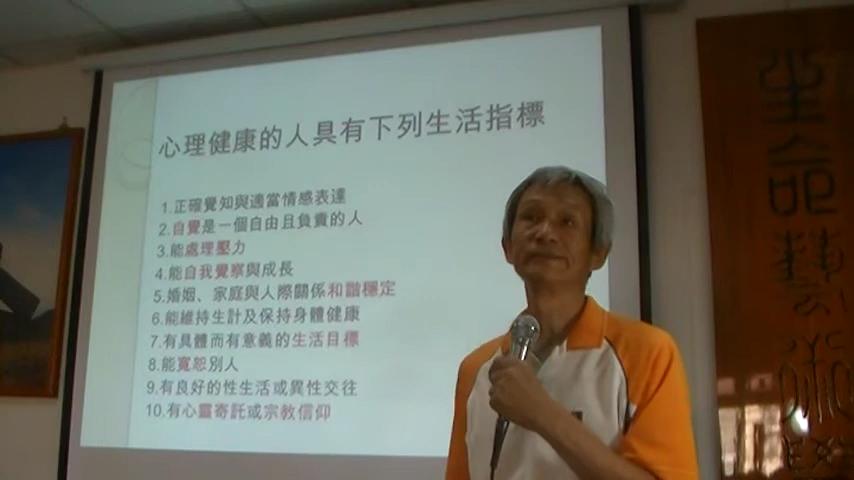 心理健康的人具有下列生活指標
1.正確覺知與適當情感表達
2.自覺是一個自由且負責的人
3.能處理壓力
4.能自我覺察與成長
5.婚姻、家庭與人際關係和諧穩定
6.能維持生計及保持身體健康
7.有具體而有意義的生活目標
8.能寬恕別人
9.有良好的性生活或異性交往
10.有心靈寄託或宗教信仰
生命藝術